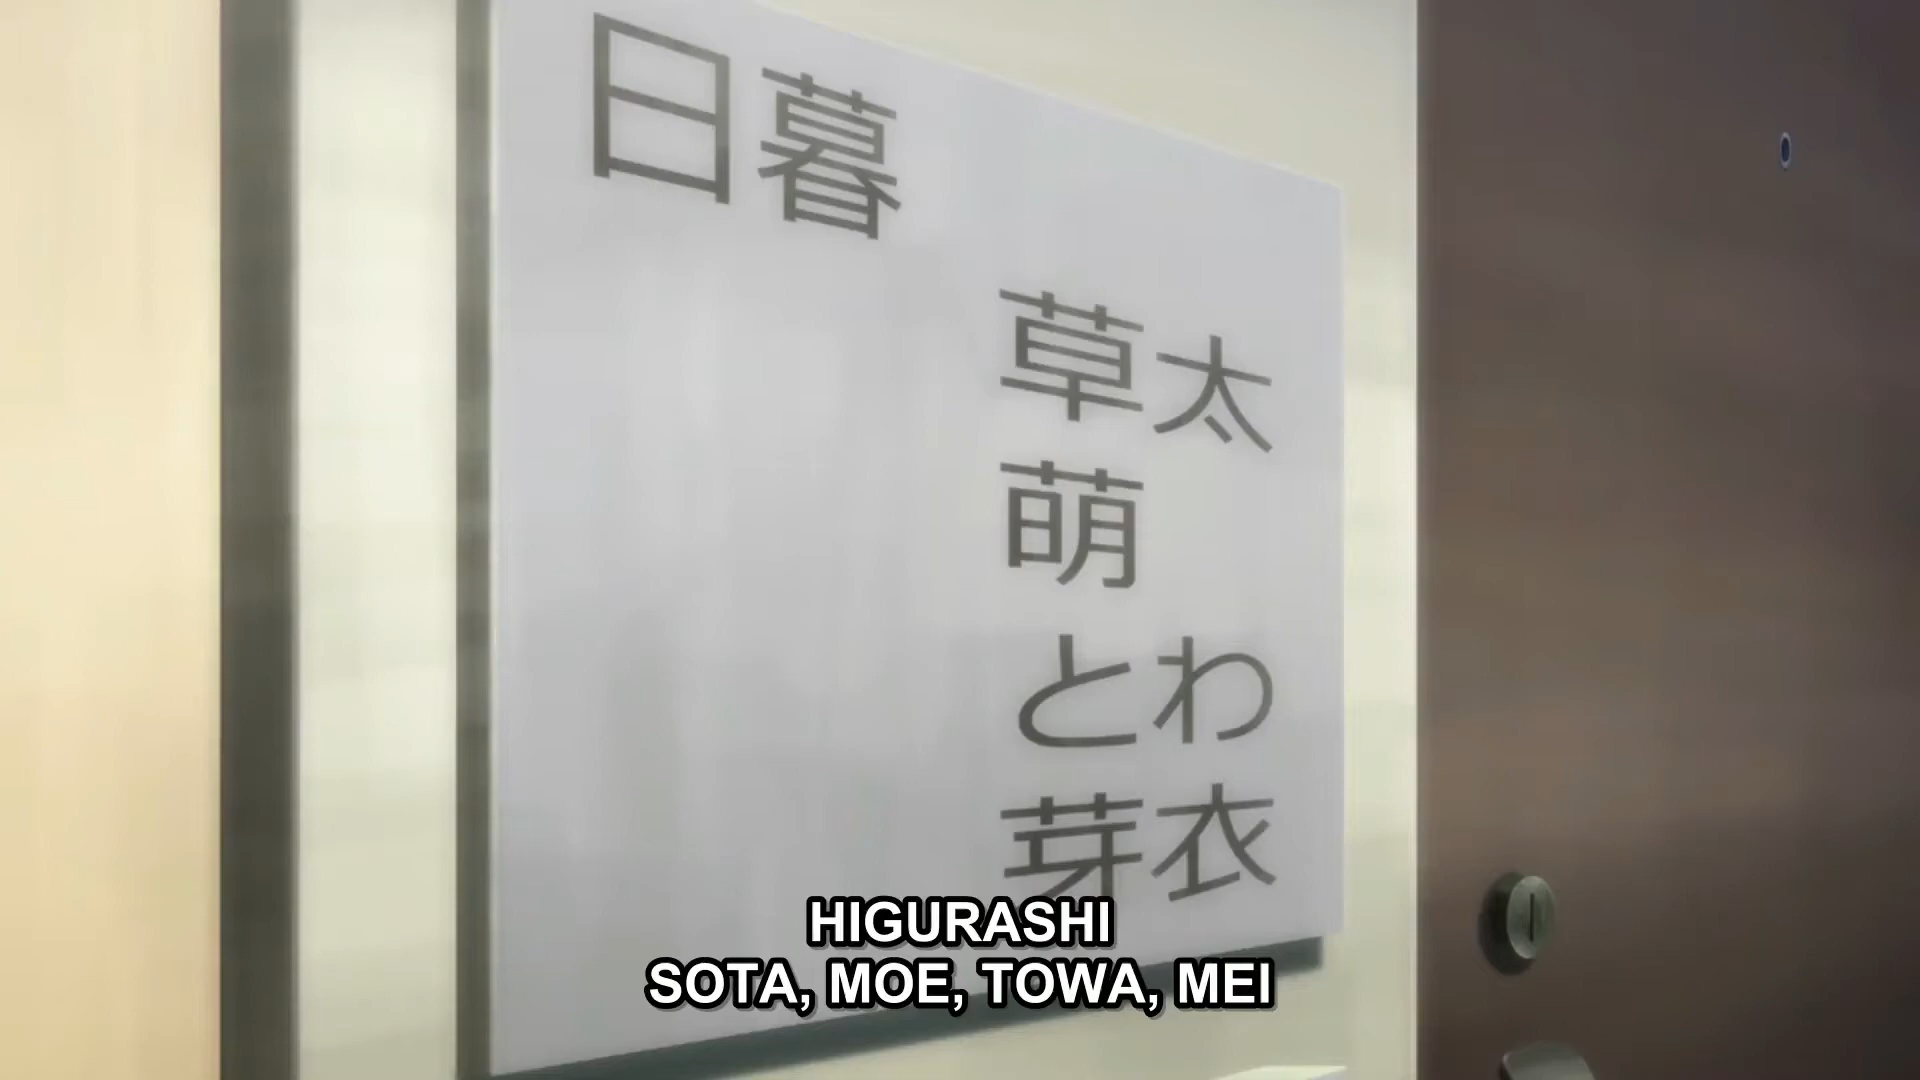 日暮
草太
萌
とわ
芽衣
HIGURASHI
SOTA, MOE, TOWA, MEI